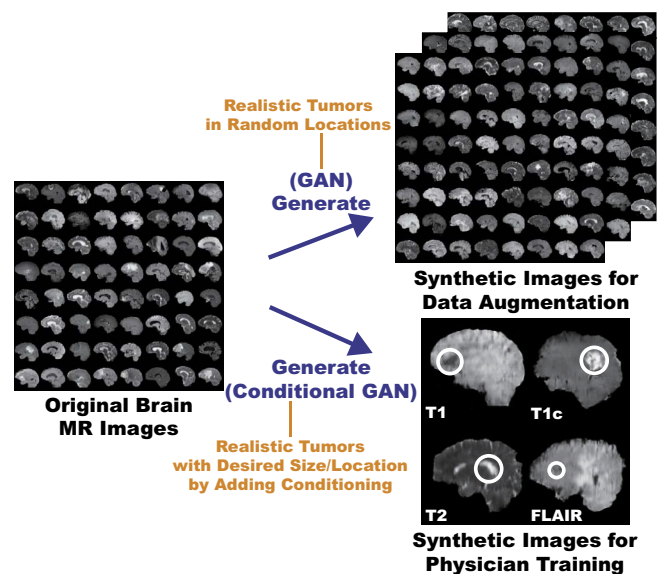 Realistic Tumors
in Random Locations
(GAN)
Generate
Synthetic Images for
Data Augmentation
Original Brain
MR Images
Generate
(Conditional GAN)
Realistic Tumors
with Desired Size/Location
by Adding Conditioning
T1
T1c
T2
FLAIR
Synthetic Images for
Physician Training